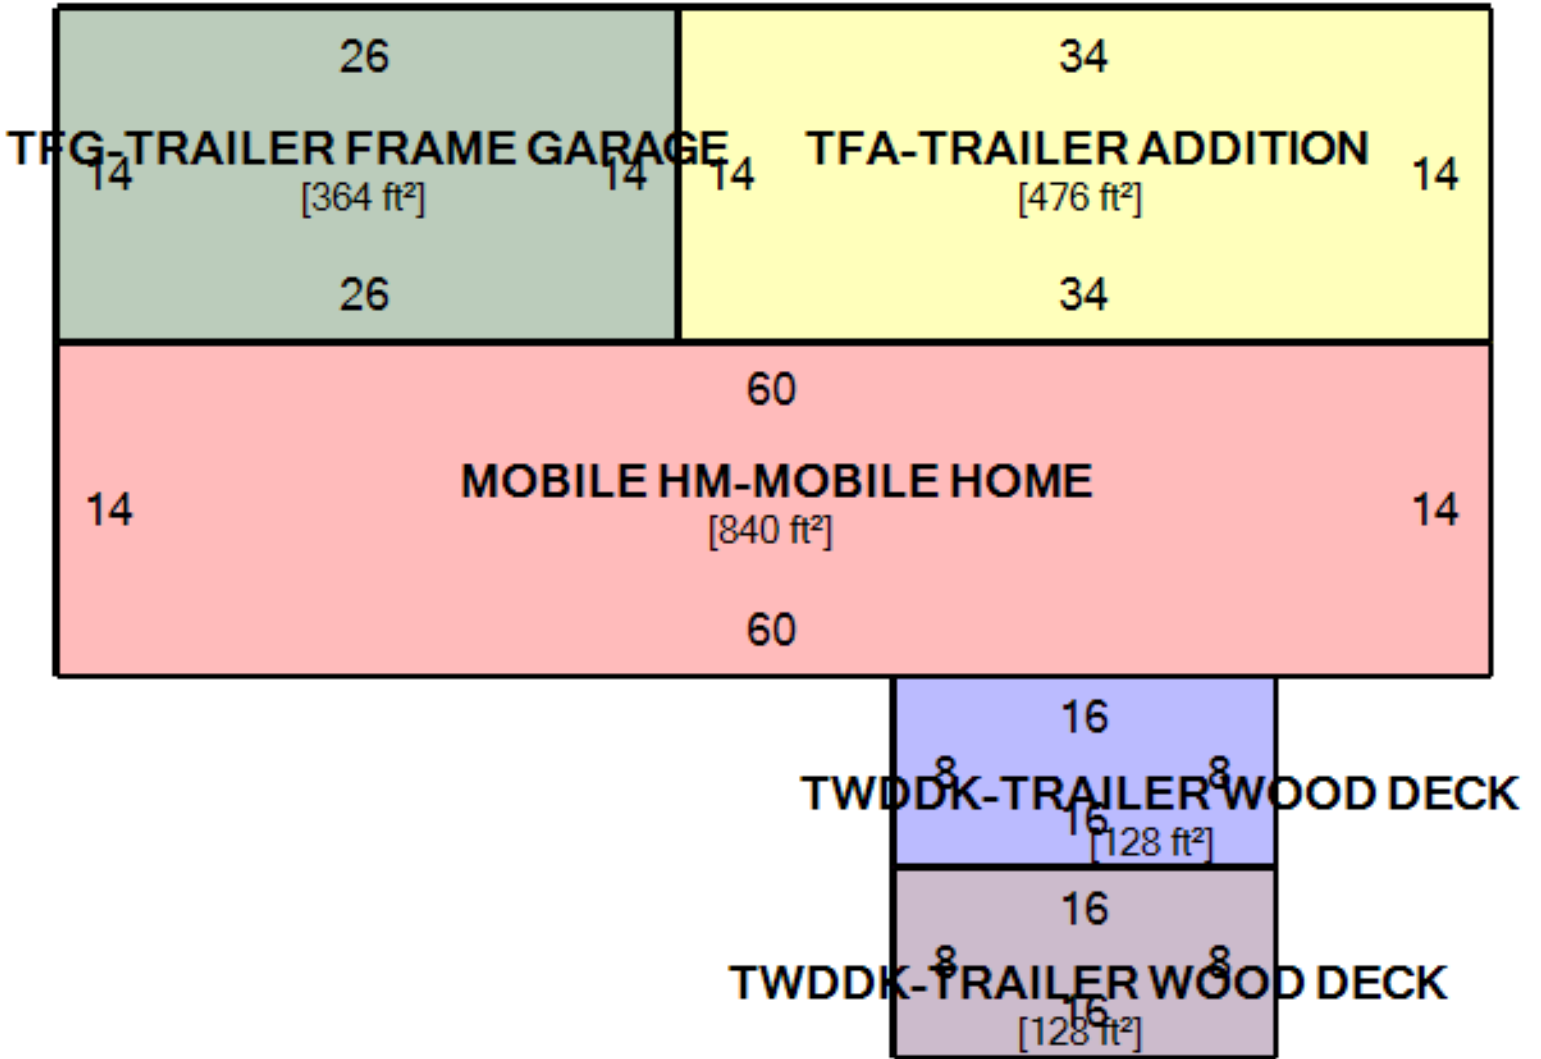 26 34
TFG-TRAILER FRAME GARAGE TFA-TRAILER ADDITION
14 14 14 14
[364 ft²] [476 ft²]
26 34
60
MOBILE HM-MOBILE HOME
14 14
[840 ft²]
60
16
8 8
TWDDK-TRAILER WOOD DECK
16
[128 ft²]
16
8 8
TWDDK-TRAILER WOOD DECK
16
[128 ft²]